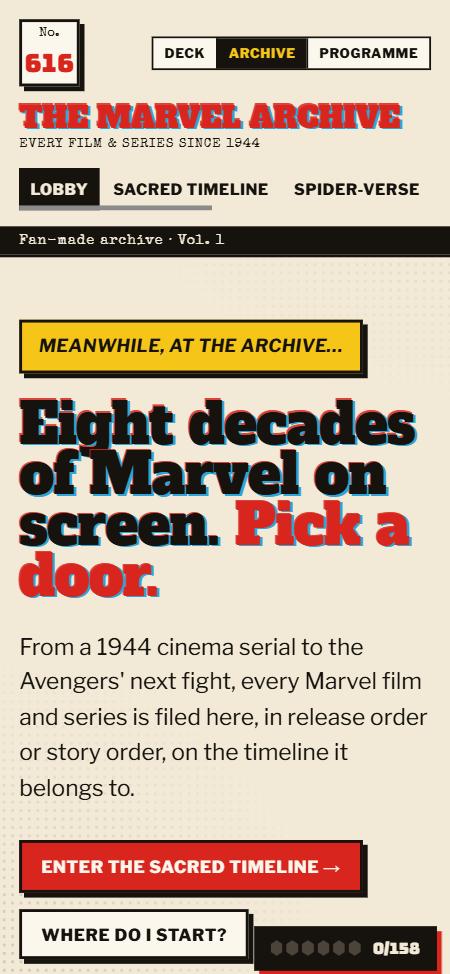 No.
616
DECK ARCHIVE PROGRAMME
THE MARVEL ARCHIVE
EVERY FILM & SERIES SINCE 1944
LOBBY SACRED TIMELINE SPIDER-VERSE
Fan-made archive · Vol. 1
MEANWHILE, AT THE ARCHIVE...
Eight decades
of Marvel on
screen. Pick a
door.
From a 1944 cinema serial to the
Avengers' next fight, every Marvel film
and series is filed here, in release order
or story order, on the timeline it
belongs to.
ENTER THE SACRED TIMELINE →
WHERE DO I START?
0/158